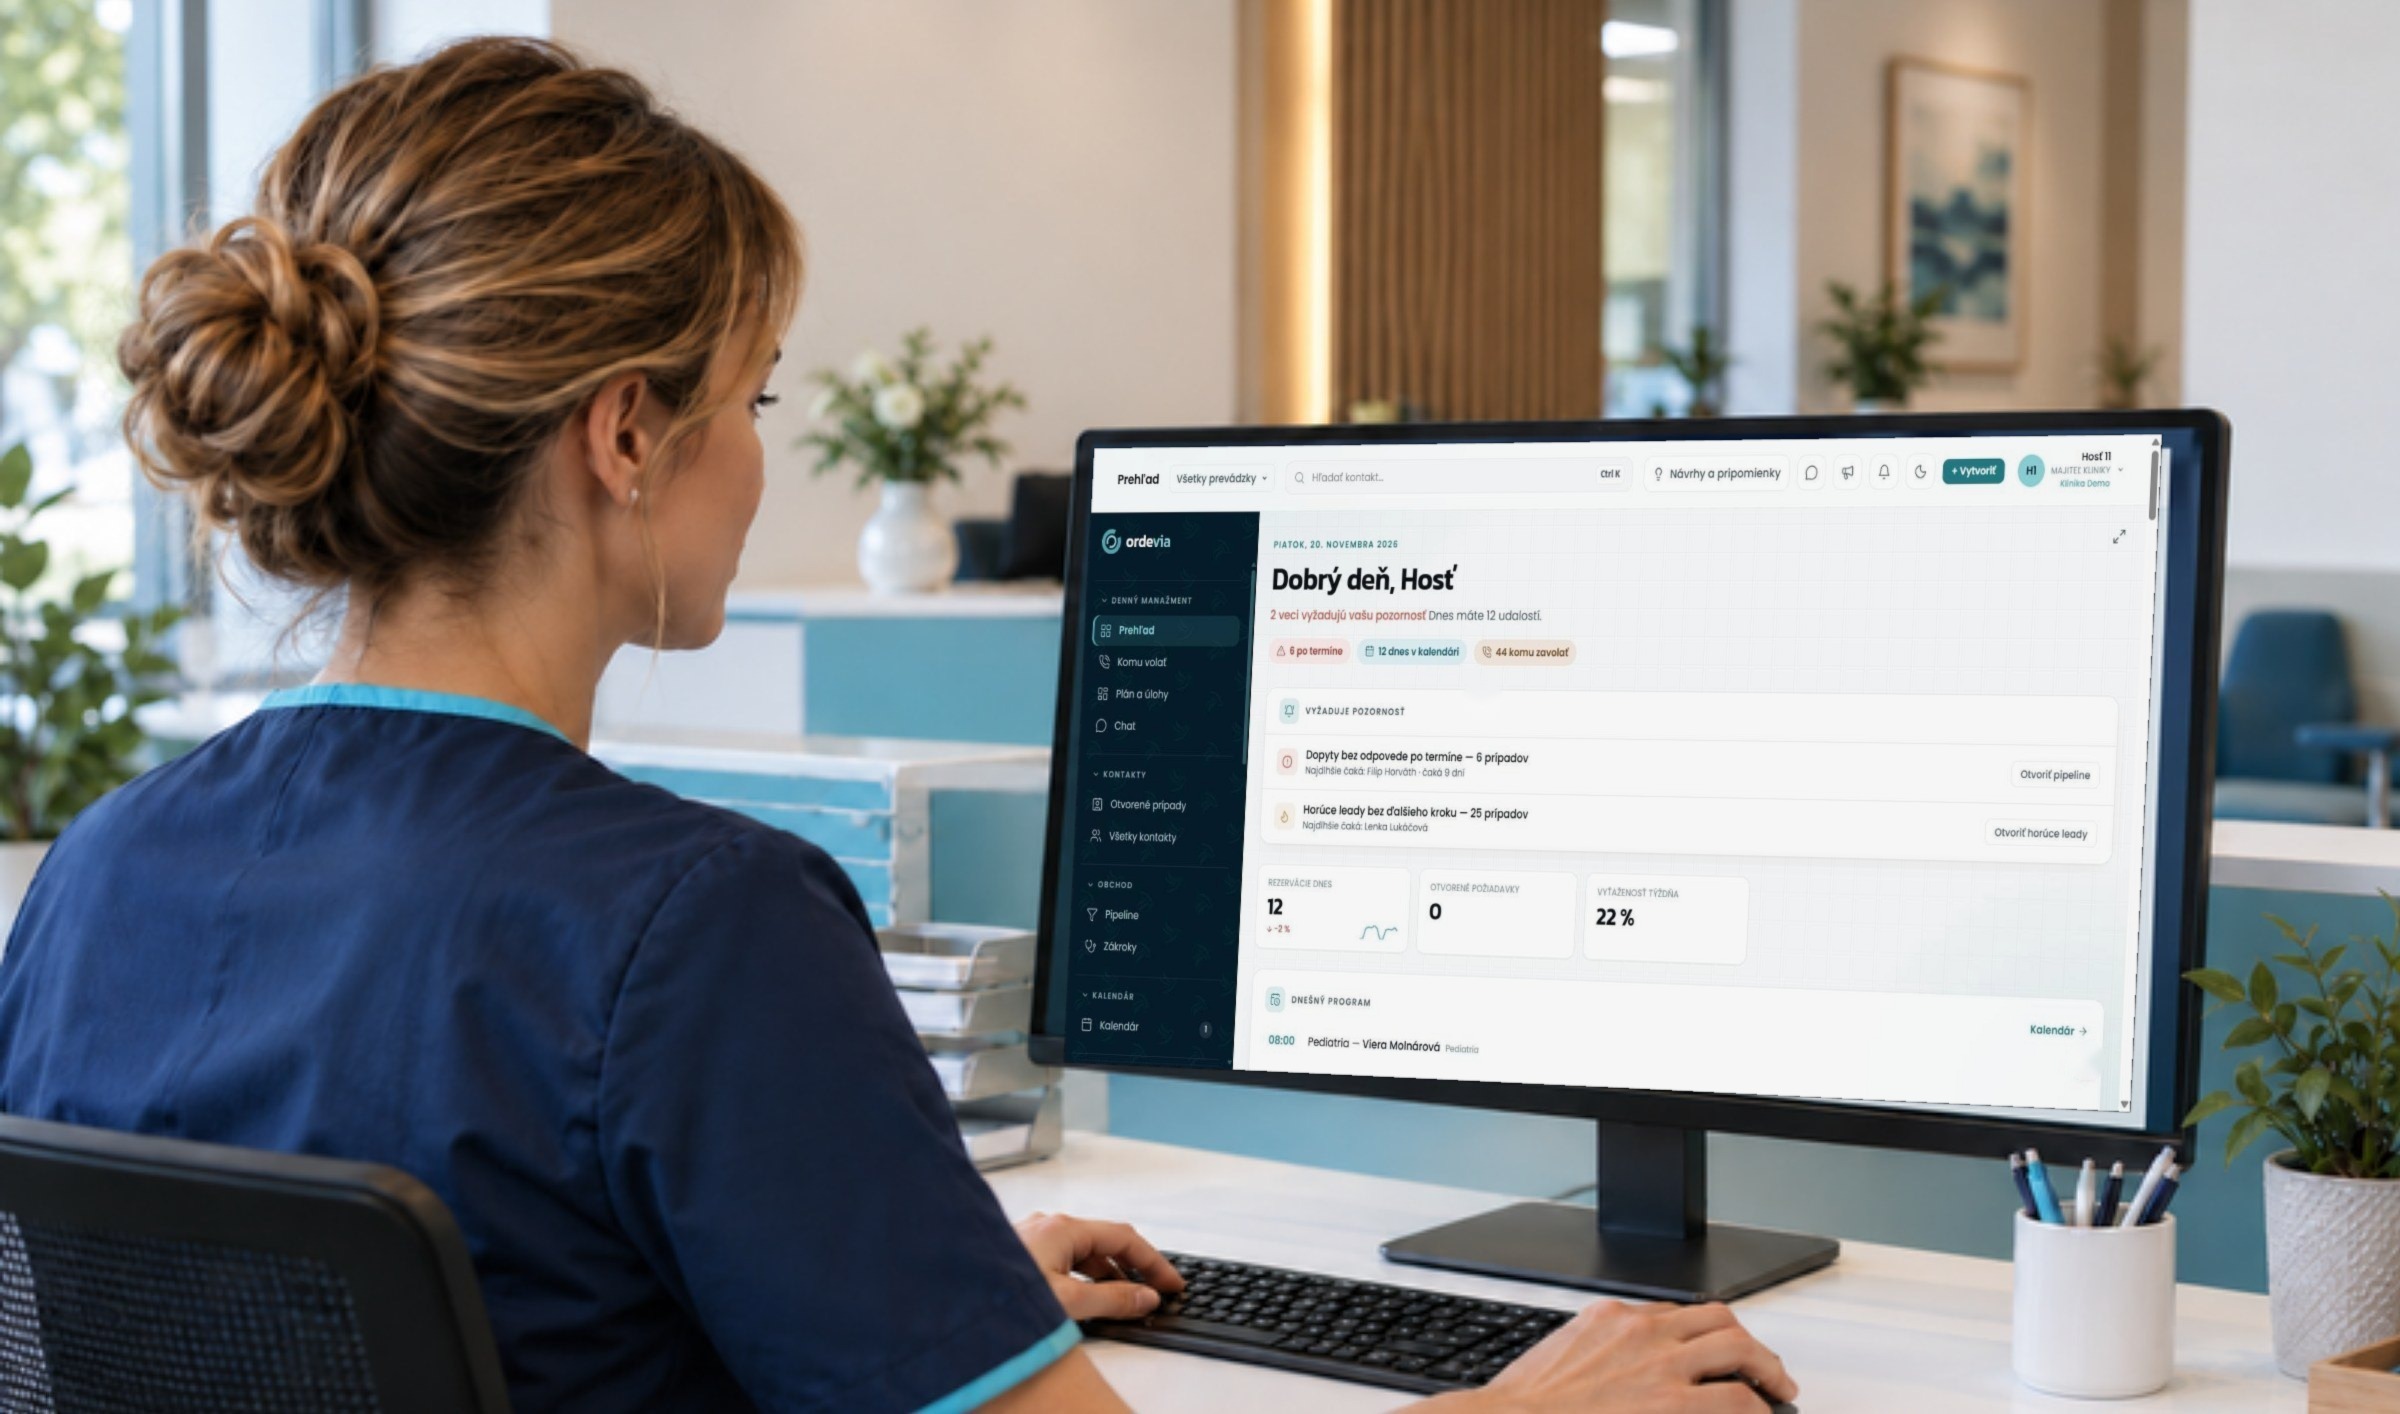 Prehľad
Všetky prevádzky
Hľadať kontakt...
Ctrl K
Návrhy a pripomienky
+ Vytvoriť
H1
Hosť 11
MAJITEĽ KLINIKY
Klinika Demo
ordevia
DENNÝ MANAŽMENT
Prehľad
Komu volať
Plán a úlohy
Chat
KONTAKTY
Otvorené prípady
Všetky kontakty
OBCHOD
Pipeline
Zákroky
KALENDÁR
Kalendár
1
PIATOK, 20. NOVEMBRA 2026
Dobrý deň, Hosť
2 veci vyžadujú vašu pozornosť Dnes máte 12 udalostí.
6 po termíne
12 dnes v kalendári
44 komu zavolať
VYŽADUJE POZORNOSŤ
Dopyty bez odpovede po termíne — 6 prípadov
Najdlhšie čaká: Filip Horváth · čaká 9 dní
Otvoriť pipeline
Horúce leady bez ďalšieho kroku — 25 prípadov
Najdlhšie čaká: Lenka Lukáčová
Otvoriť horúce leady
REZERVÁCIE DNES
12
↓ -2 %
OTVORENÉ POŽIADAVKY
0
VYŤAŽENOSŤ TÝŽDŇA
22 %
DNEŠNÝ PROGRAM
Kalendár →
08:00 Pediatria — Viera Molnárová Pediatria